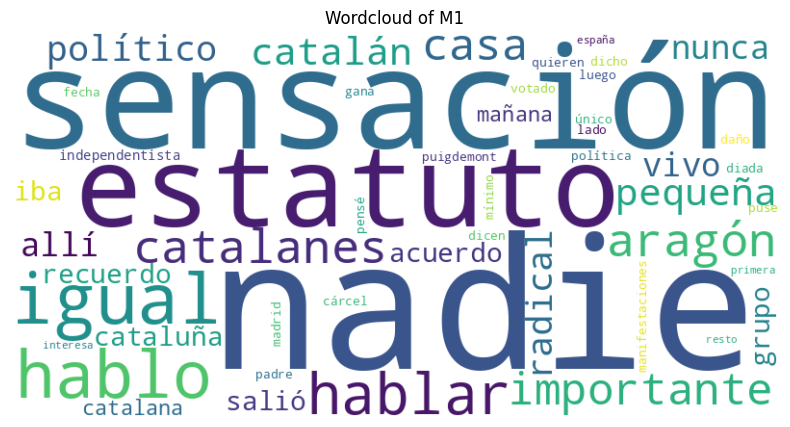 Wordcloud of M1
político
catalán
casa
españa
nunca
quieren
dicho
luego
sensación
fecha
gana
votado
mañana
único
lado
daño
independentista
estatuto
puigdemont
política
vivo
diada
iba
pequeña
puse
pensé
mínimo
allí
catalanes
acuerdo
dicen
radical
aragón
recuerdo
igual
nadie
manifestaciones
primera
cárcel
madrid
cataluña
interesa
grupo
resto
hablo
padre
catalana
salió
hablar
importante